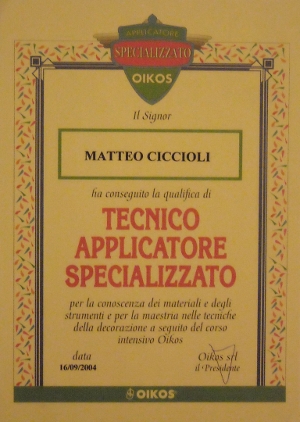 APPLICATORE
SPECIALIZZATO
OIKOS
Il Signor
MATTEO CICCIOLI
ha conseguito la qualifica di
TECNICO
APPLICATORE
SPECIALIZZATO
per la conoscenza dei materiali e degli
strumenti e per la maestria nelle tecniche
della decorazione a seguito del corso
intensivo Oikos
data
Oikos srl
16/09/2004
il Presidente
OIKOS